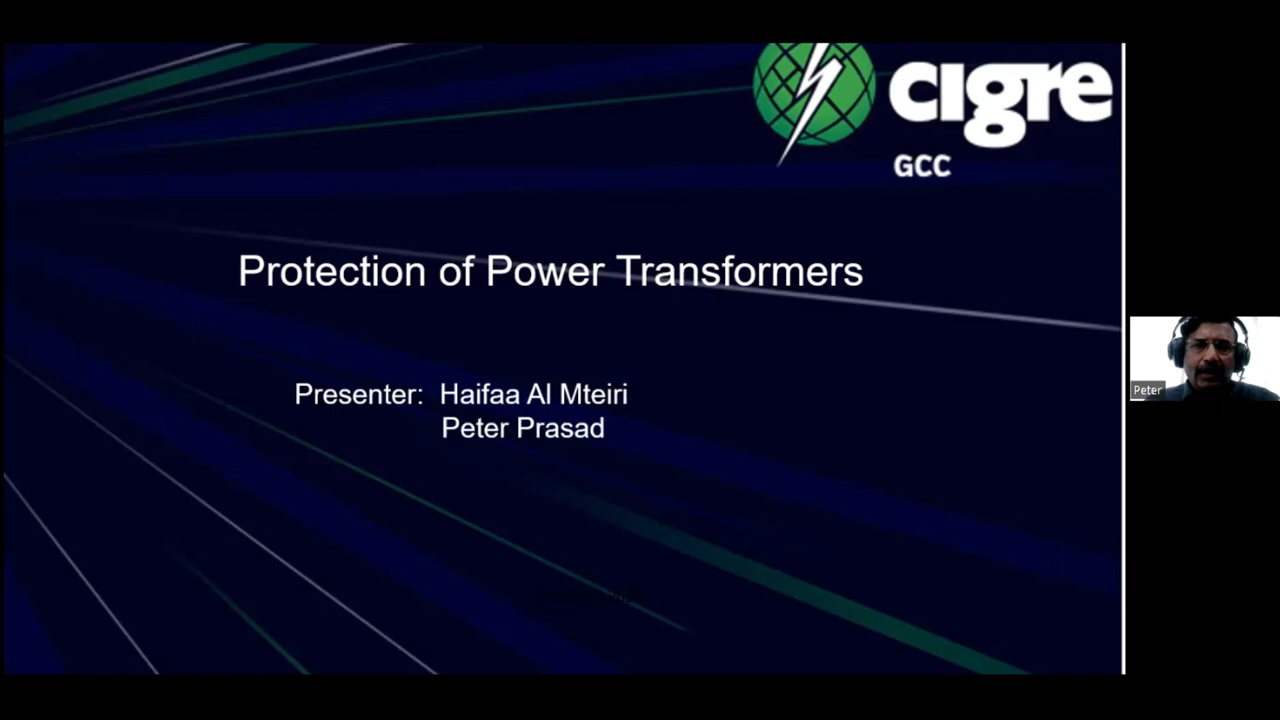 cigre
GCC
Protection of Power Transformers
Presenter: Haifaa Al Mteiri
Peter Prasad
Peter